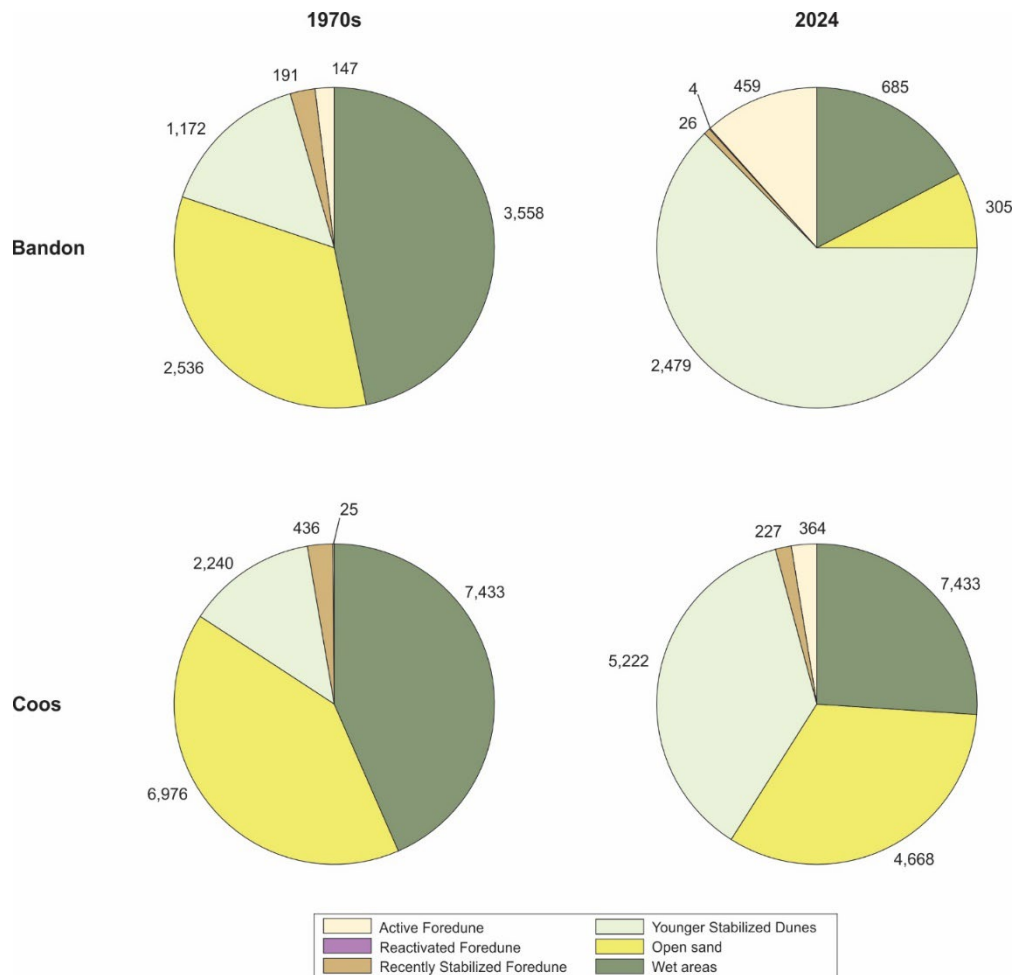 1970s
2024
Bandon
147
191
1,172
3,558
2,536
459
685
4
26
305
2,479
Coos
25
436
2,240
7,433
6,976
227
364
7,433
5,222
4,668
Active Foredune
Reactivated Foredune
Recently Stabilized Foredune
Younger Stabilized Dunes
Open sand
Wet areas